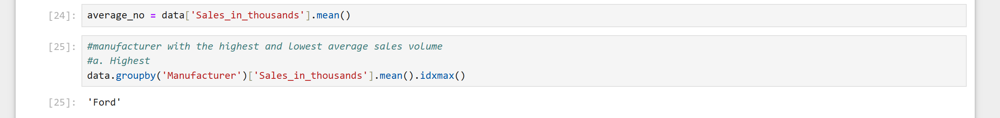 [24]: average_no = data['Sales_in_thousands'].mean()
[25]: #manufacturer with the highest and lowest average sales volume
#a. Highest
data.groupby('Manufacturer')['Sales_in_thousands'].mean().idxmax()
[25]: 'Ford'